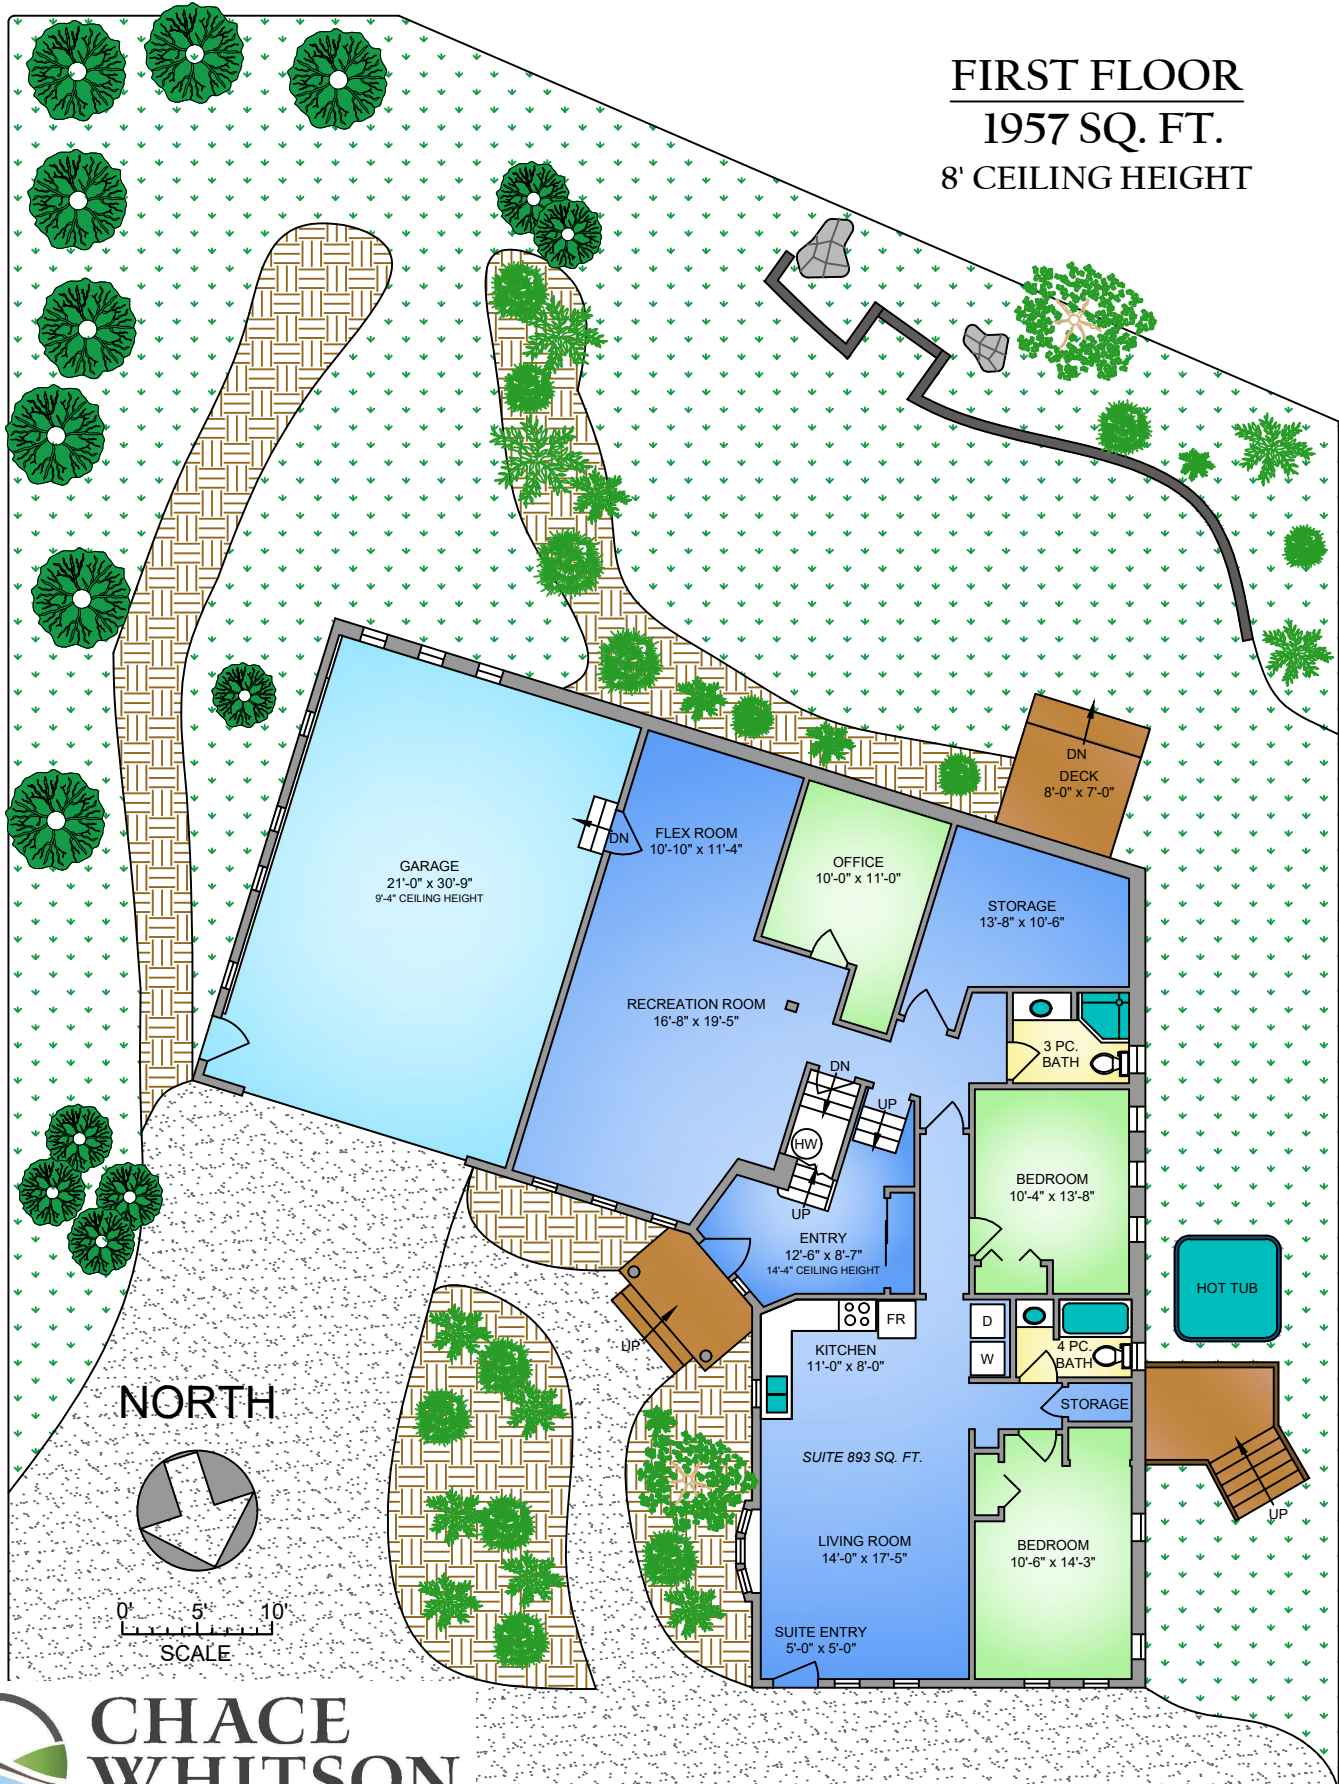 FIRST FLOOR
1957 SQ. FT.
8' CEILING HEIGHT
DN
DECK
8'-0" x 7'-0"
DN
FLEX ROOM
10'-10" x 11'-4"
GARAGE
21'-0" x 30'-9"
9'-4" CEILING HEIGHT
OFFICE
10'-0" x 11'-0"
STORAGE
13'-8" x 10'-6"
RECREATION ROOM
16'-8" x 19'-5"
3 PC.
BATH
DN
UP
HW
UP
BEDROOM
10'-4" x 13'-8"
ENTRY
12'-6" x 8'-7"
14'-4" CEILING HEIGHT
HOT TUB
UP
FR
D
W
KITCHEN
11'-0" x 8'-0"
4 PC.
BATH
STORAGE
NORTH
SUITE 893 SQ. FT.
UP
LIVING ROOM
14'-0" x 17'-5"
BEDROOM
10'-6" x 14'-3"
0' 5' 10'
SCALE
SUITE ENTRY
5'-0" x 5'-0"
CHACE
WHITSON